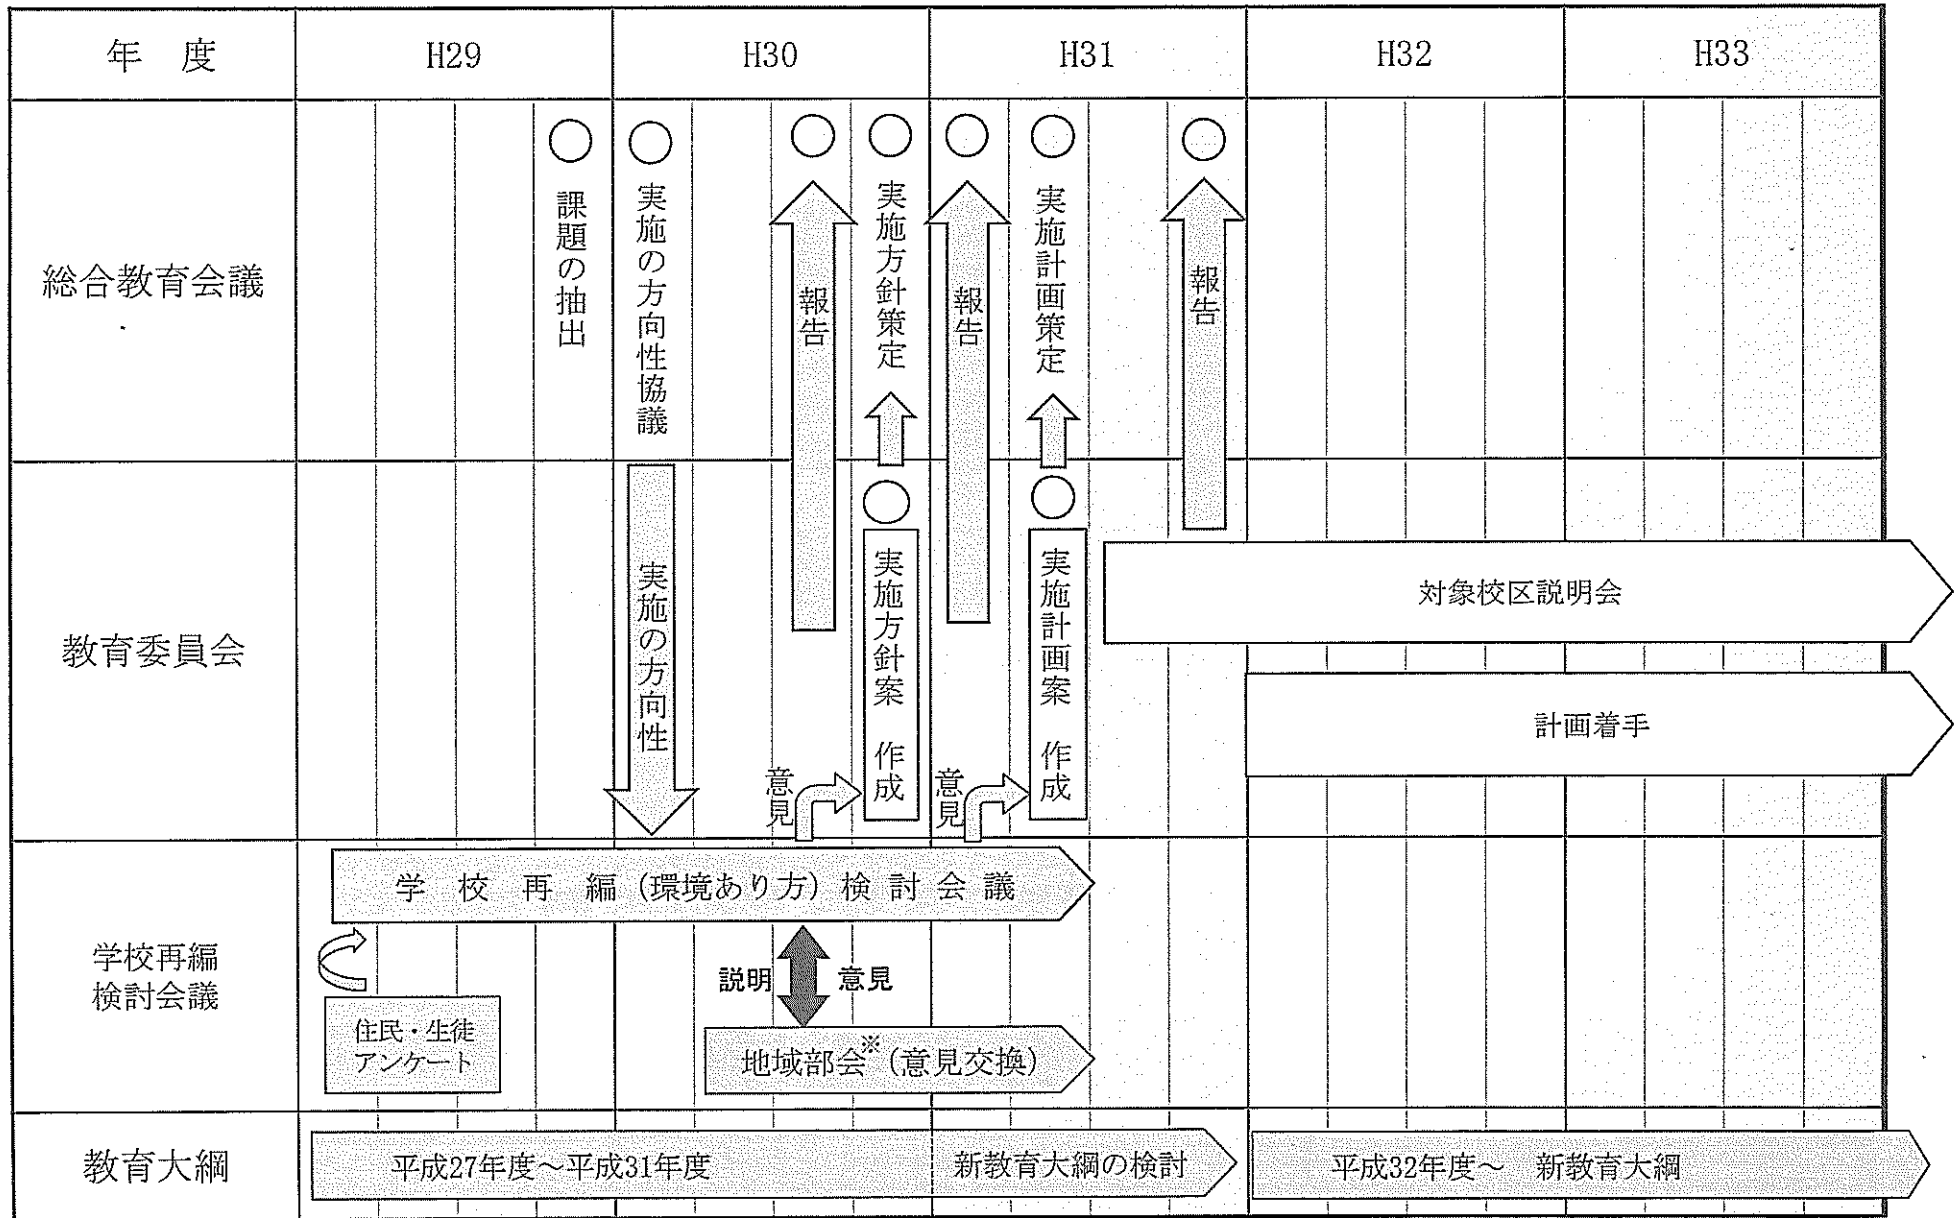 年 度
H29
H30
H31
H32
H33
総合教育会議
○
課題の抽出
○
実施の方向性協議
○
報告
○
実施方針策定
○
報告
○
実施計画策定
○
報告
教育委員会
実施の方向性
意見
○
実施方針案 作成
意見
○
実施計画案 作成
対象校区説明会
計画着手
学校再編
検討会議
学校再編(環境あり方)検討会議
住民・生徒
アンケート
説明
意見
地域部会※(意見交換)
教育大綱
平成27年度~平成31年度
新教育大綱の検討
平成32年度~ 新教育大綱